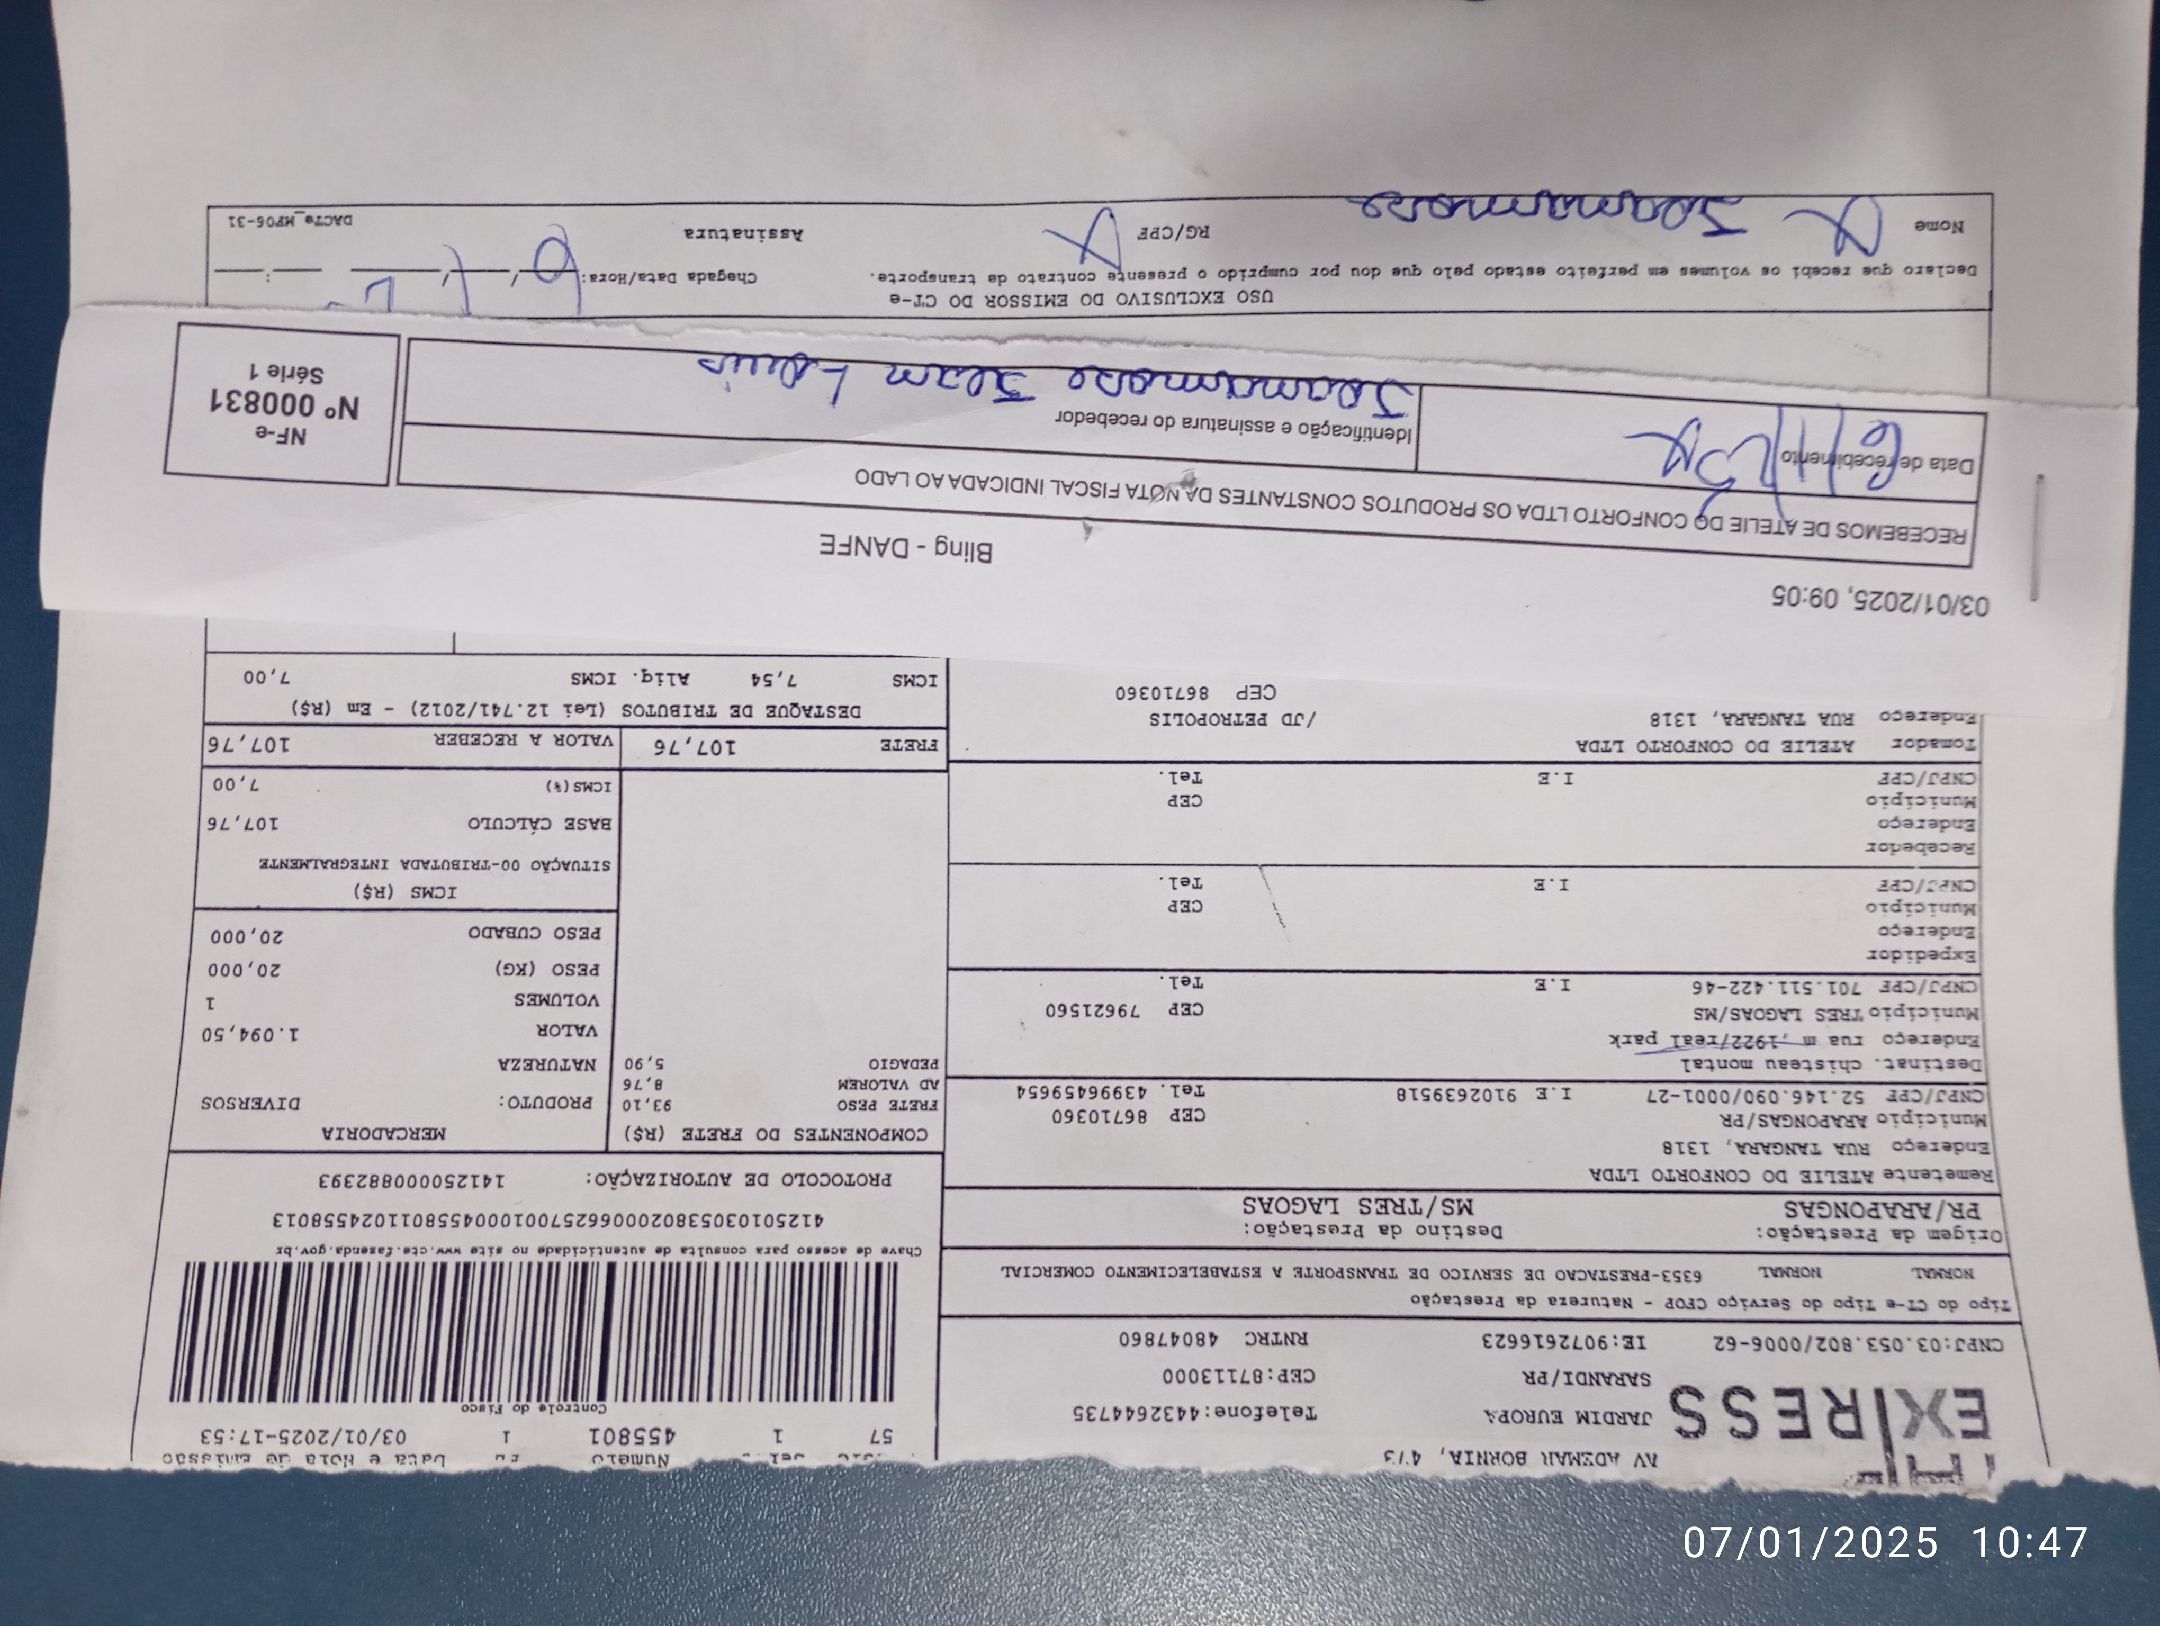 AV ADEMAR BORNIA, 473
EXPRESS
JARDIM EUROPA Telefone:4432644735
SARANDI/PR CEP:87113000
CNPJ:03.053.802/0006-62 IE:9072616623 RNTRC 48047860
Tipo do CT-e Tipo do Serviço CFOP - Natureza da Prestação
NORMAL NORMAL 6353-PRESTACAO DE SERVICO DE TRANSPORTE A ESTABELECIMENTO COMERCIAL
Origem da Prestação: Destino da Prestação:
PR/ARAPONGAS MS/TRES LAGOAS
Remetente ATELIE DO CONFORTO LTDA
Endereço RUA TANGARA, 1318
Município ARAPONGAS/PR CEP 86710360
CNPJ/CPF 52.146.090/0001-27 I.E 9102639518 Tel. 43996459654
Destinat. chisteau montal
Endereço rua m ,1922/real park
Município TRES LAGOAS/MS CEP 79621560
CNPJ/CPF 701.511.422-46 I.E Tel.
Expedidor
Endereço
Município CEP
CNPJ/CPF I.E Tel.
Recebedor
Endereço
Município CEP
CNPJ/CPF I.E Tel.
Tomador ATELIE DO CONFORTO LTDA
Endereço RUA TANGARA, 1318 /JD PETROPOLIS
CEP 86710360
Numero Data e Hora de Emissão
57 1 455801 1 03/01/2025-17:53
Controle do Fisco
Chave de acesso para consulta de autenticidade no site www.cte.fazenda.gov.br
41250103053802000662570010004558011024558013
PROTOCOLO DE AUTORIZAÇÃO: 141250000882393
COMPONENTES DO FRETE (R$)
FRETE PESO 93,10
AD VALOREM 8,76
PEDAGIO 5,90
MERCADORIA
PRODUTO: DIVERSOS
NATUREZA
VALOR 1.094,50
VOLUMES 1
PESO (KG) 20,000
PESO CUBADO 20,000
ICMS (R$)
SITUAÇÃO 00-TRIBUTADA INTEGRALMENTE
BASE CÁLCULO 107,76
ICMS(%) 7,00
FRETE 107,76 VALOR A RECEBER 107,76
DESTAQUE DE TRIBUTOS (Lei 12.741/2012) - Em (R$)
ICMS 7,54 Aliq. ICMS 7,00
03/01/2025, 09:05 Bling - DANFE
RECEBEMOS DE ATELIE DO CONFORTO LTDA OS PRODUTOS CONSTANTES DA NOTA FISCAL INDICADA AO LADO
Data de recebimento
Identificação e assinatura do recebedor
Jeanamose Jean Louis
NF-e
Nº 000831
Série 1
USO EXCLUSIVO DO EMISSOR DO CT-e
Declaro que recebi os volumes em perfeito estado pelo que dou por cumprido o presente contrato de transporte. Chegada Data/Hora:
Nome RG/CPF Assinatura
Jeanamose
DACTe_MP06-31
07/01/2025 10:47